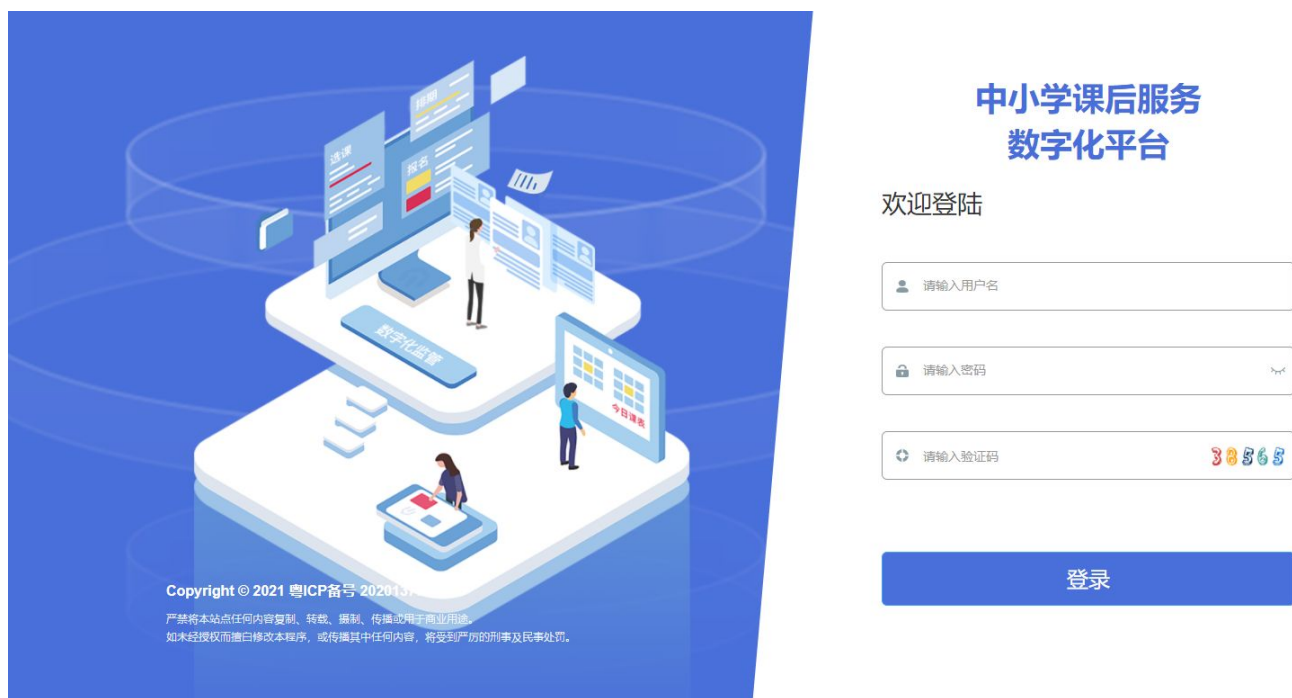 中小学课后服务
数字化平台
欢迎登陆
请输入用户名
请输入密码
请输入验证码
38565
登录
排期
选课
报名
数字化监管
今日课表
Copyright © 2021 粤ICP备号
严禁将本站点任何内容复制、转载、摄制、传播或用于商业用途。
如未经授权而擅自修改本程序，或传播其中任何内容，将受到严厉的刑事及民事处罚。